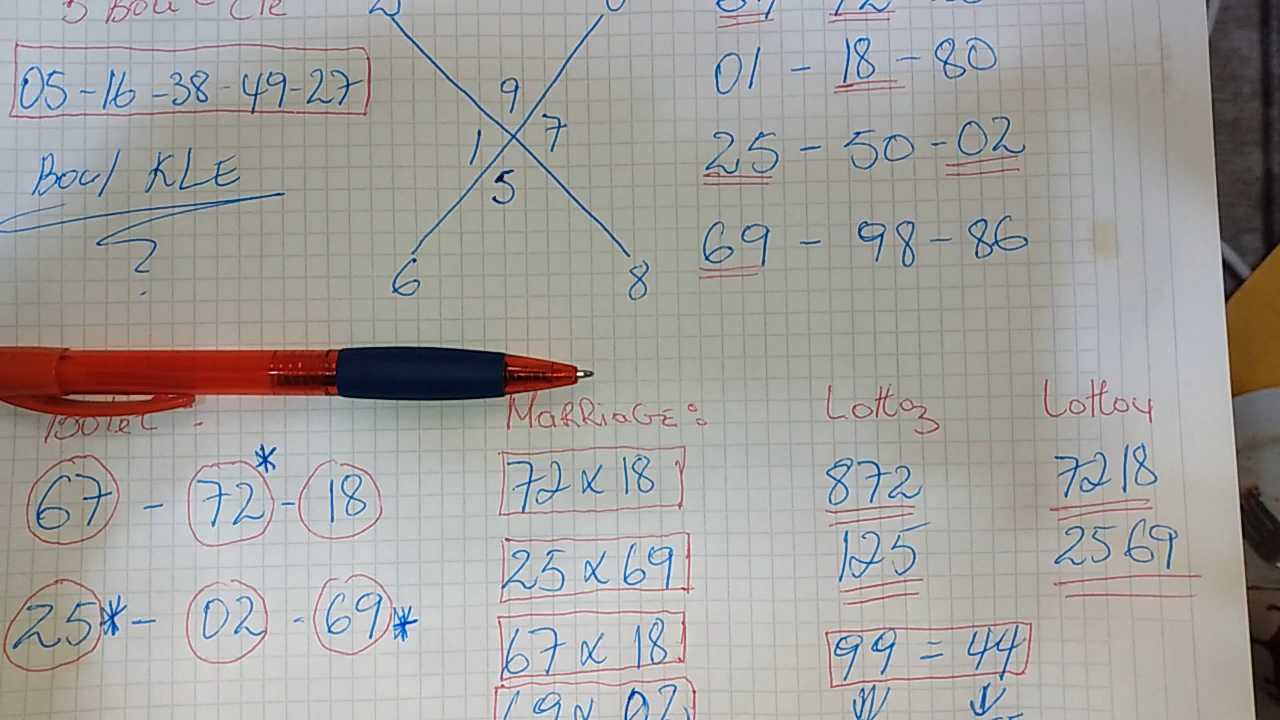 05-16-38-49-27
Boul KLE
?
9
1 7
5
6 8
01 - 18 - 80
25 - 50 - 02
69 - 98 - 86
67 - 72* - 18
25* - 02 - 69*
MARRIAGE:
72 x 18
25 x 69
67 x 18
Lotto3
872
125
99 = 44
Lotto4
7218
2569